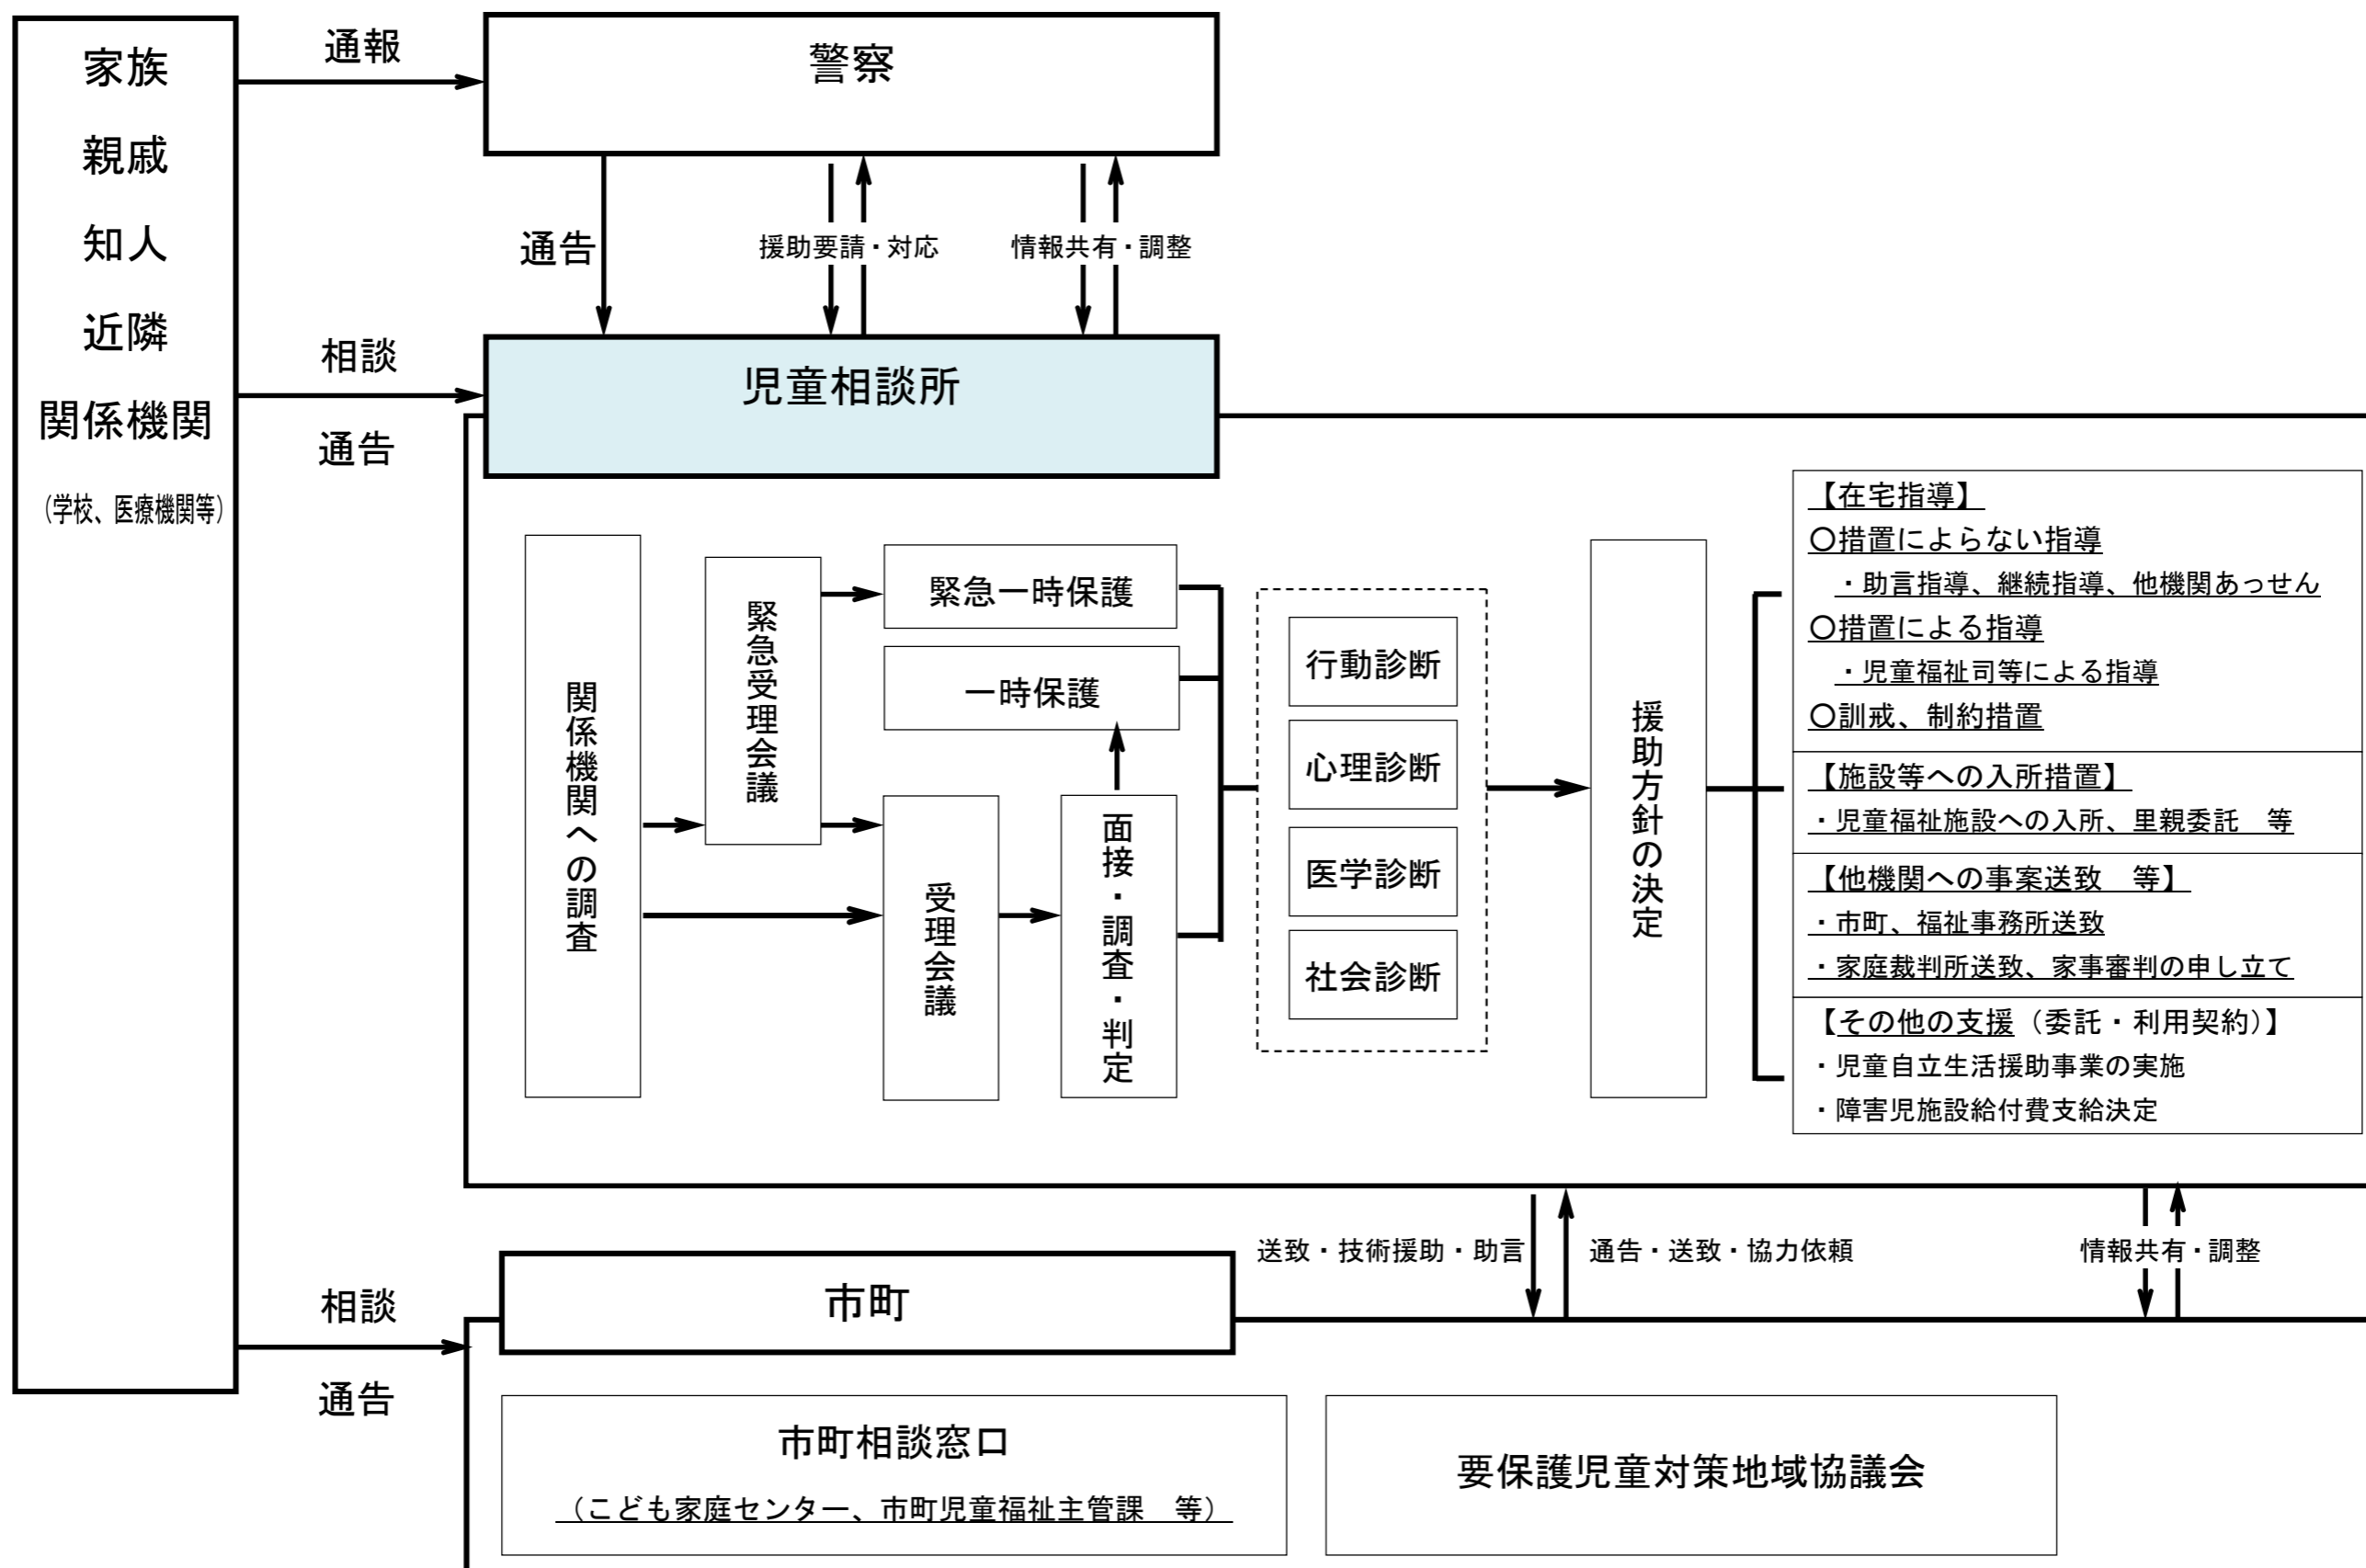 家族
親戚
知人
近隣
関係機関
（学校、医療機関等）
通報
警察
通告
援助要請・対応
情報共有・調整
相談
通告
児童相談所
関係機関への調査
緊急受理会議
緊急一時保護
一時保護
受理会議
面接・調査・判定
行動診断
心理診断
医学診断
社会診断
援助方針の決定
【在宅指導】
〇措置によらない指導
・助言指導、継続指導、他機関あっせん
〇措置による指導
・児童福祉司等による指導
〇訓戒、制約措置
【施設等への入所措置】
・児童福祉施設への入所、里親委託　等
【他機関への事案送致　等】
・市町、福祉事務所送致
・家庭裁判所送致、家事審判の申し立て
【その他の支援（委託・利用契約）】
・児童自立生活援助事業の実施
・障害児施設給付費支給決定
送致・技術援助・助言
通告・送致・協力依頼
情報共有・調整
相談
通告
市町
市町相談窓口
（こども家庭センター、市町児童福祉主管課　等）
要保護児童対策地域協議会